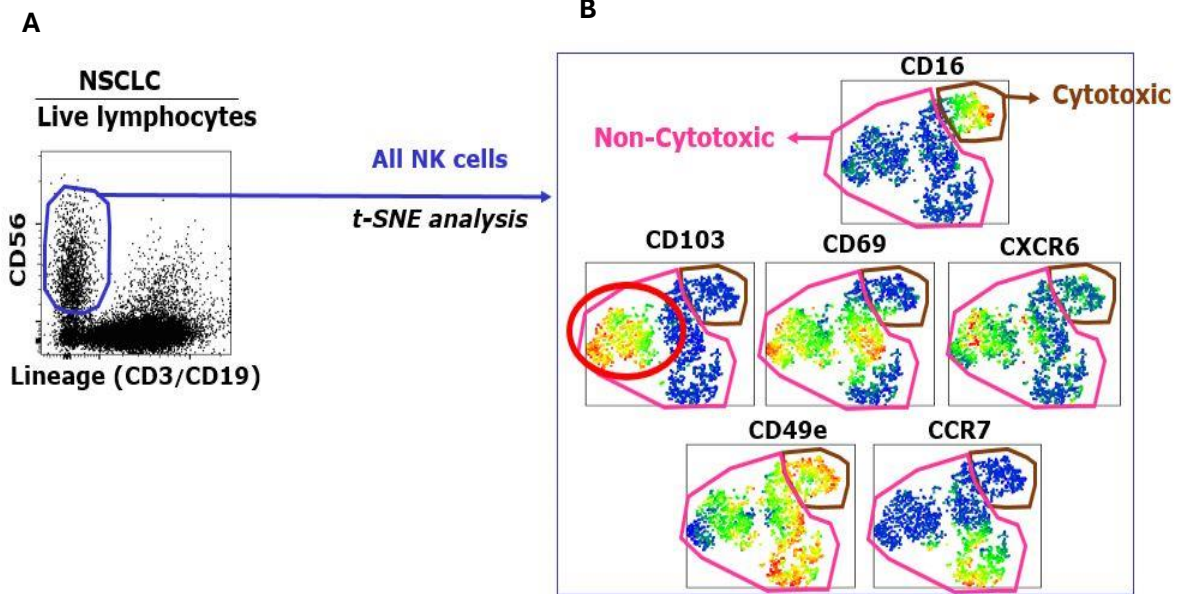 A
B
NSCLC
Live lymphocytes
CD56
Lineage (CD3/CD19)
All NK cells
t-SNE analysis
CD16
Cytotoxic
Non-Cytotoxic
CD103
CD69
CXCR6
CD49e
CCR7